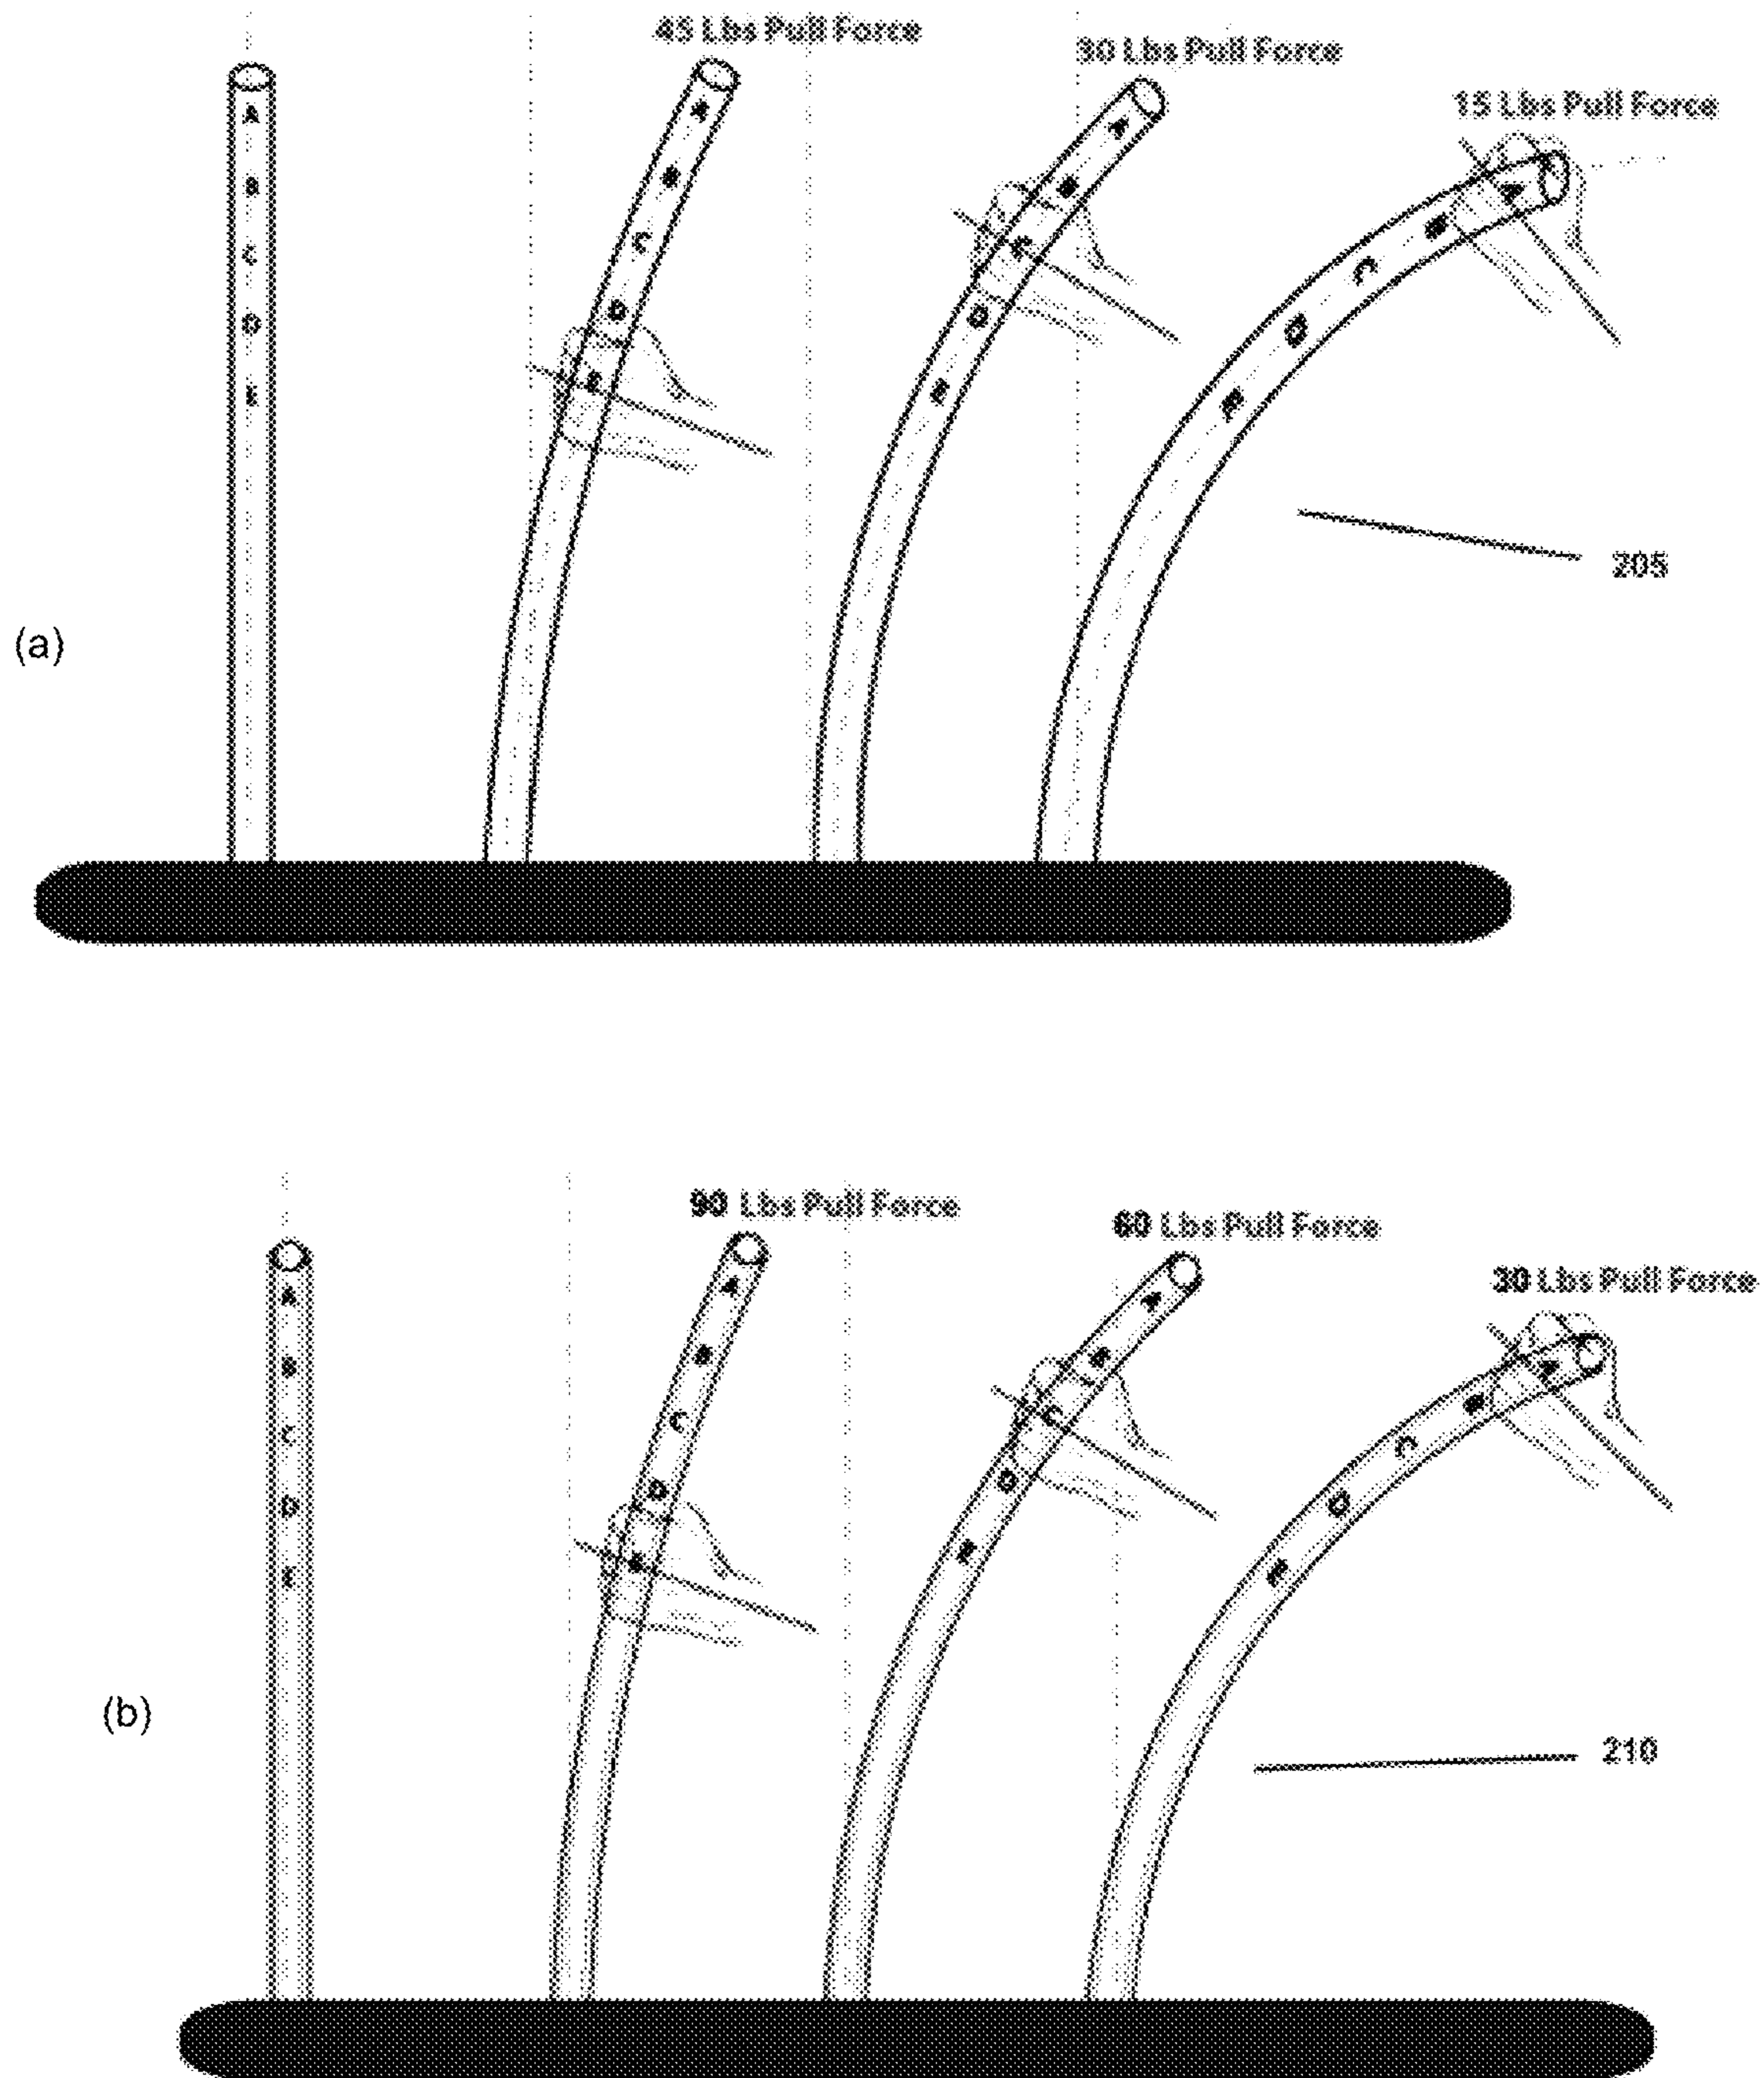 45 Lbs Pull Force
30 Lbs Pull Force
15 Lbs Pull Force
A
B
C
D
E
A
B
C
D
E
A
B
C
D
E
A
B
C
D
E
205
(a)
90 Lbs Pull Force
60 Lbs Pull Force
30 Lbs Pull Force
A
B
C
D
E
A
B
C
D
E
A
B
C
D
E
A
B
C
D
E
(b)
210